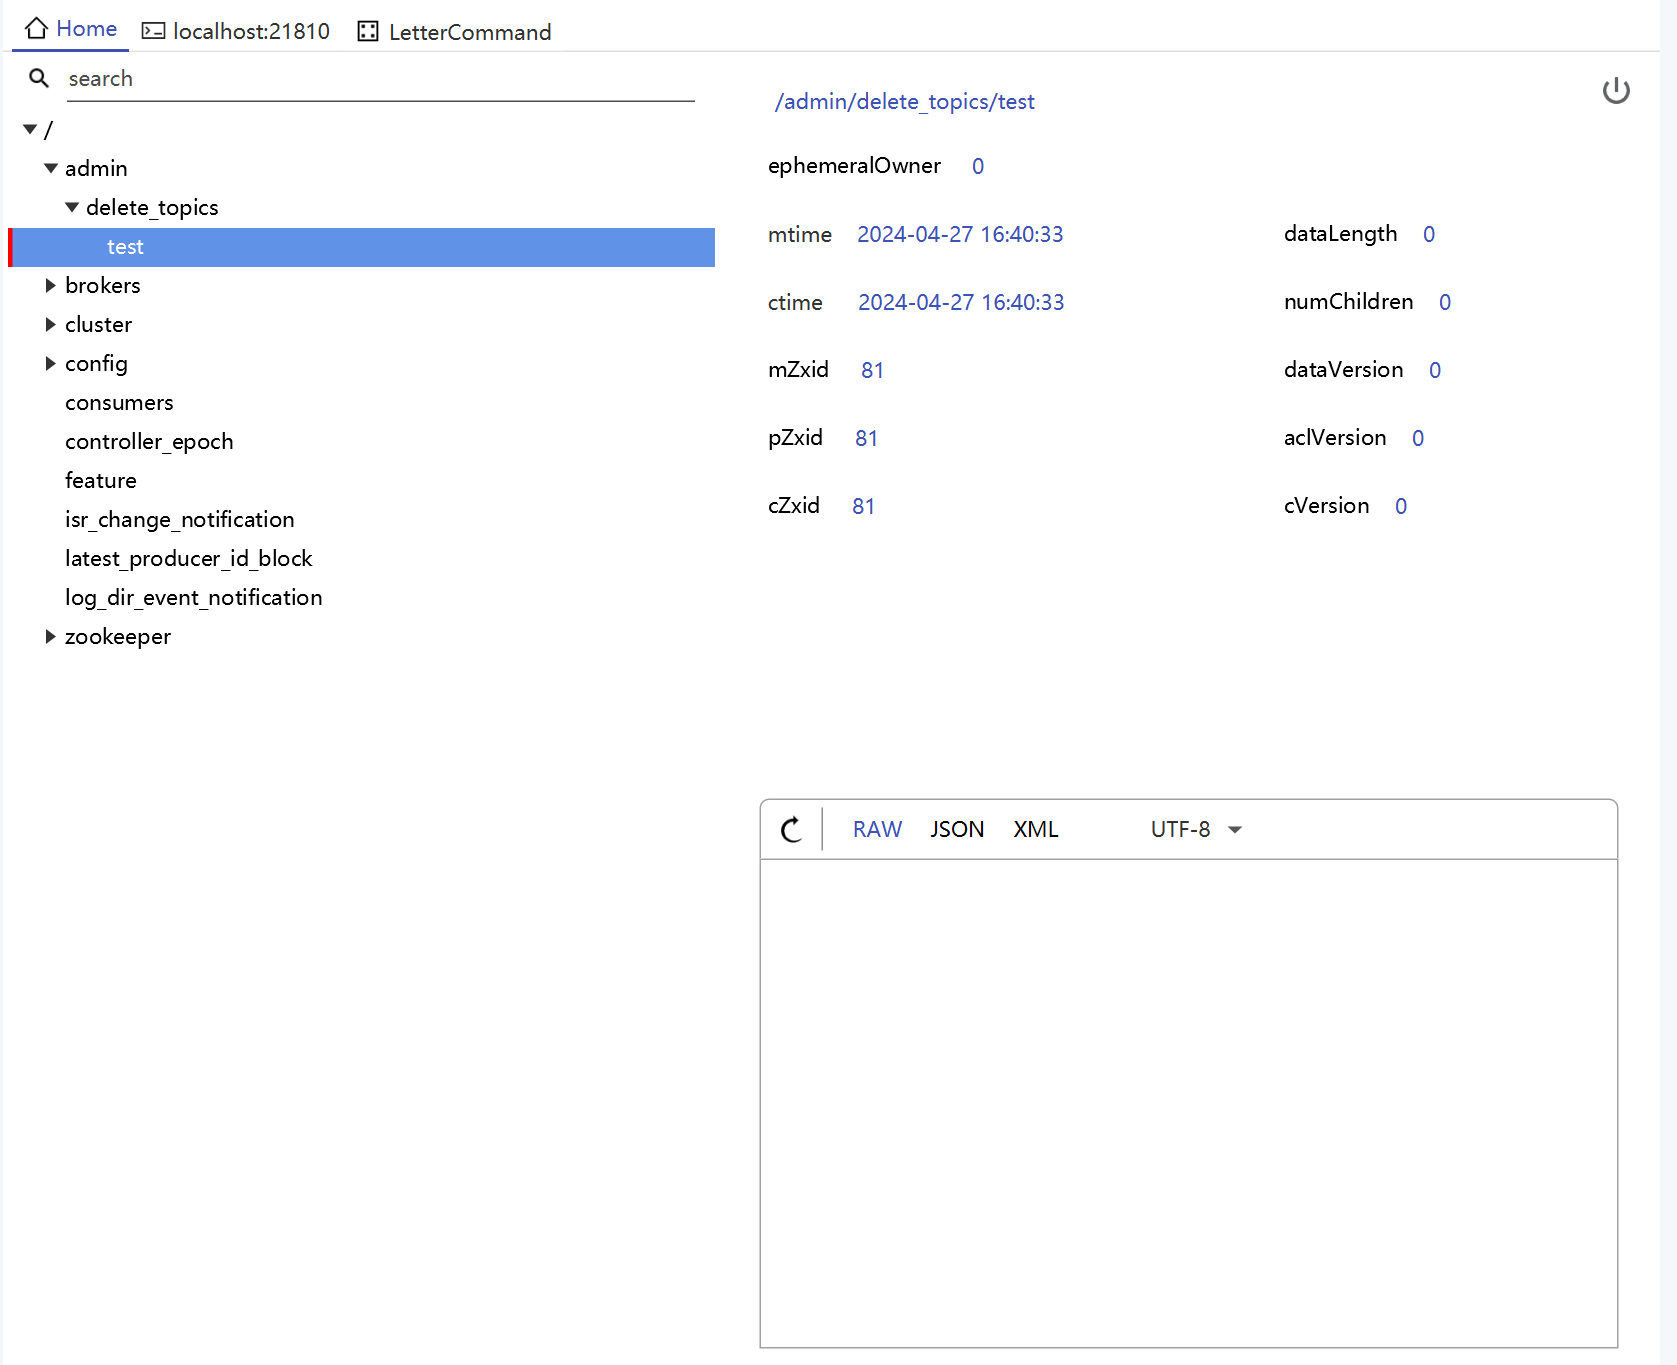 Home localhost:21810 LetterCommand
search
/
admin
delete_topics
test
brokers
cluster
config
consumers
controller_epoch
feature
isr_change_notification
latest_producer_id_block
log_dir_event_notification
zookeeper
/admin/delete_topics/test
ephemeralOwner 0
mtime 2024-04-27 16:40:33 dataLength 0
ctime 2024-04-27 16:40:33 numChildren 0
mZxid 81 dataVersion 0
pZxid 81 aclVersion 0
cZxid 81 cVersion 0
RAW JSON XML UTF-8